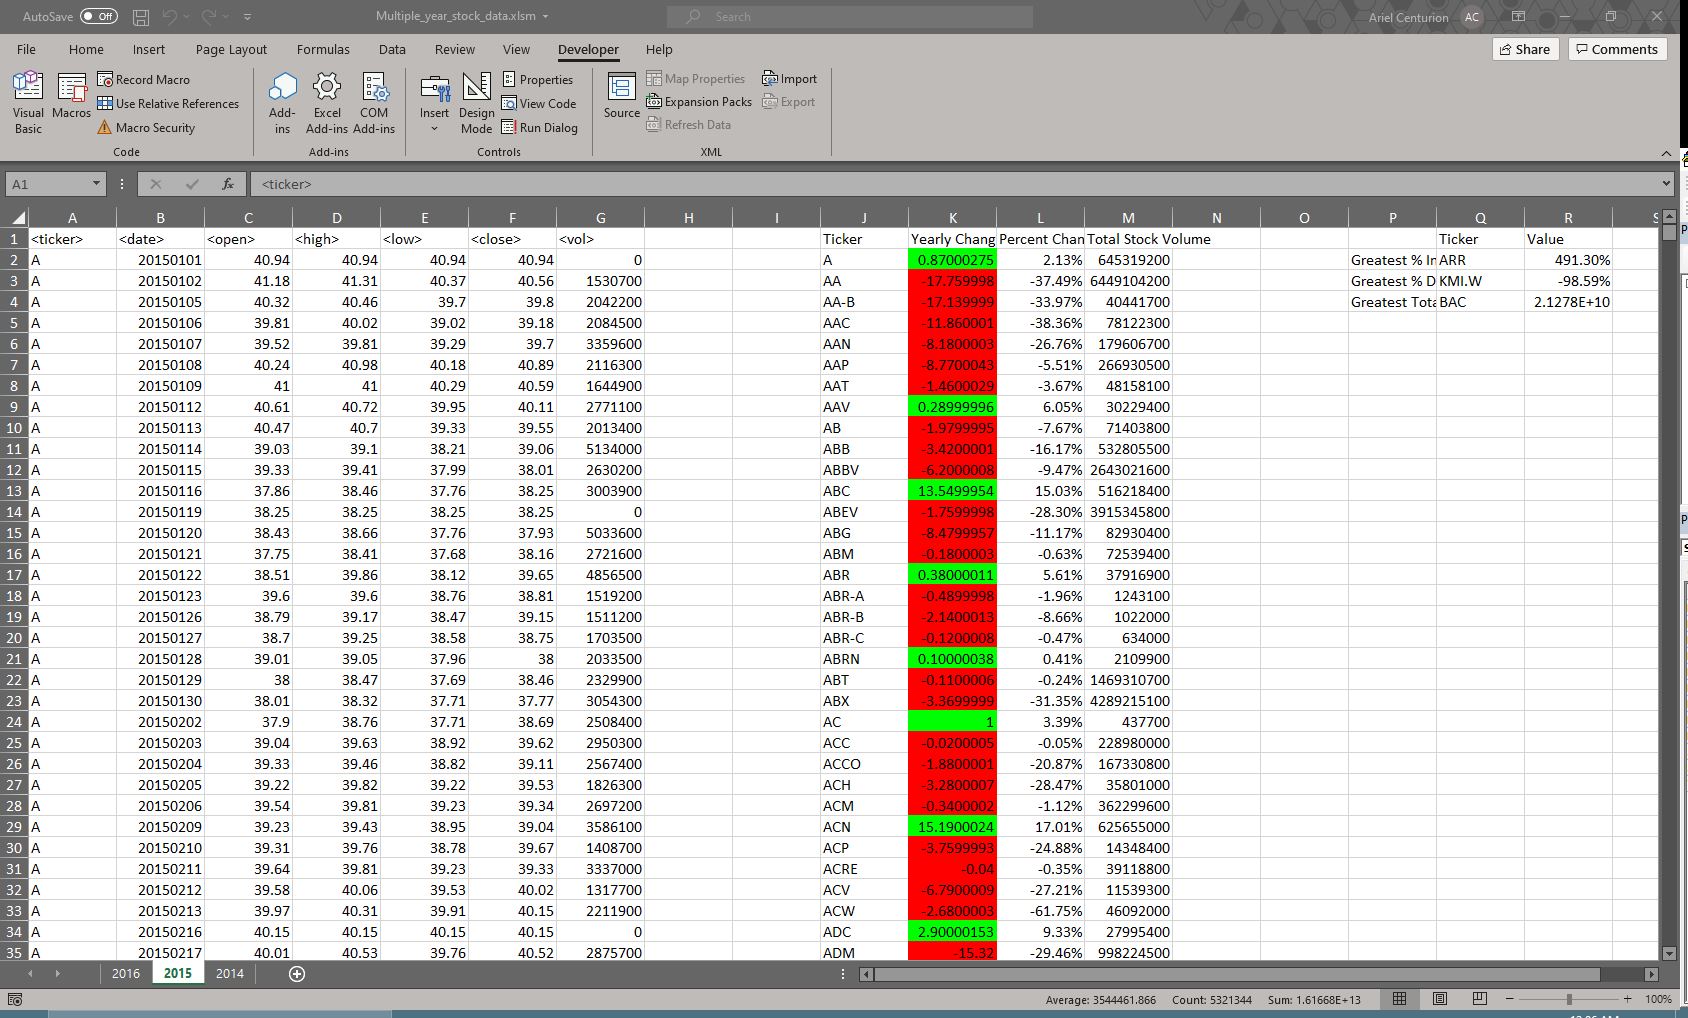 AutoSave Off Multiple_year_stock_data.xlsm Search Ariel Centurion AC
File Home Insert Page Layout Formulas Data Review View Developer Help Share Comments
Visual Basic
Macros
Record Macro
Use Relative References
Macro Security
Code
Add-ins
Excel Add-ins
COM Add-ins
Add-ins
Insert
Design Mode
Properties
View Code
Run Dialog
Controls
Source
Map Properties
Expansion Packs
Refresh Data
Import
Export
XML
A1 fx <ticker>
A B C D E F G H I J K L M N O P Q R S
1 <ticker> <date> <open> <high> <low> <close> <vol> Ticker Yearly Chang Percent Chan Total Stock Volume Ticker Value
2 A 20150101 40.94 40.94 40.94 40.94 0 A 0.87000275 2.13% 645319200 Greatest % In ARR 491.30%
3 A 20150102 41.18 41.31 40.37 40.56 1530700 AA -17.759998 -37.49% 6449104200 Greatest % D KMI.W -98.59%
4 A 20150105 40.32 40.46 39.7 39.8 2042200 AA-B -17.139999 -33.97% 40441700 Greatest Tota BAC 2.1278E+10
5 A 20150106 39.81 40.02 39.02 39.18 2084500 AAC -11.860001 -38.36% 78122300
6 A 20150107 39.52 39.81 39.29 39.7 3359600 AAN -8.1800003 -26.76% 179606700
7 A 20150108 40.24 40.98 40.18 40.89 2116300 AAP -8.7700043 -5.51% 266930500
8 A 20150109 41 41 40.29 40.59 1644900 AAT -1.4600029 -3.67% 48158100
9 A 20150112 40.61 40.72 39.95 40.11 2771100 AAV 0.28999996 6.05% 30229400
10 A 20150113 40.47 40.7 39.33 39.55 2013400 AB -1.9799995 -7.67% 71403800
11 A 20150114 39.03 39.1 38.21 39.06 5134000 ABB -3.4200001 -16.17% 532805500
12 A 20150115 39.33 39.41 37.99 38.01 2630200 ABBV -6.2000008 -9.47% 2643021600
13 A 20150116 37.86 38.46 37.76 38.25 3003900 ABC 13.5499954 15.03% 516218400
14 A 20150119 38.25 38.25 38.25 38.25 0 ABEV -1.7599998 -28.30% 3915345800
15 A 20150120 38.43 38.66 37.76 37.93 5033600 ABG -8.4799957 -11.17% 82930400
16 A 20150121 37.75 38.41 37.68 38.16 2721600 ABM -0.1800003 -0.63% 72539400
17 A 20150122 38.51 39.86 38.12 39.65 4856500 ABR 0.38000011 5.61% 37916900
18 A 20150123 39.6 39.6 38.76 38.81 1519200 ABR-A -0.4899998 -1.96% 1243100
19 A 20150126 38.79 39.17 38.47 39.15 1511200 ABR-B -2.1400013 -8.66% 1022000
20 A 20150127 38.7 39.25 38.58 38.75 1703500 ABR-C -0.1200008 -0.47% 634000
21 A 20150128 39.01 39.05 37.96 38 2033500 ABRN 0.10000038 0.41% 2109900
22 A 20150129 38 38.47 37.69 38.46 2329900 ABT -0.1100006 -0.24% 1469310700
23 A 20150130 38.01 38.32 37.71 37.77 3054300 ABX -3.3699999 -31.35% 4289215100
24 A 20150202 37.9 38.76 37.71 38.69 2508400 AC 1 3.39% 437700
25 A 20150203 39.04 39.63 38.92 39.62 2950300 ACC -0.0200005 -0.05% 228980000
26 A 20150204 39.33 39.46 38.82 39.11 2567400 ACCO -1.8800001 -20.87% 167330800
27 A 20150205 39.22 39.82 39.22 39.53 1826300 ACH -3.2800007 -28.47% 35801000
28 A 20150206 39.54 39.81 39.23 39.34 2697200 ACM -0.3400002 -1.12% 362299600
29 A 20150209 39.23 39.43 38.95 39.04 3586100 ACN 15.1900024 17.01% 625655000
30 A 20150210 39.31 39.76 38.78 39.67 1408700 ACP -3.7599993 -24.88% 14348400
31 A 20150211 39.64 39.81 39.23 39.33 3337000 ACRE -0.04 -0.35% 39118800
32 A 20150212 39.58 40.06 39.53 40.02 1317700 ACV -6.7900009 -27.21% 11539300
33 A 20150213 39.97 40.31 39.91 40.15 2211900 ACW -2.6800003 -61.75% 46092000
34 A 20150216 40.15 40.15 40.15 40.15 0 ADC 2.90000153 9.33% 27995400
35 A 20150217 40.01 40.53 39.76 40.52 2875700 ADM -15.32 -29.46% 998224500
2016 2015 2014
Average: 3544461.866 Count: 5321344 Sum: 1.61668E+13 100%